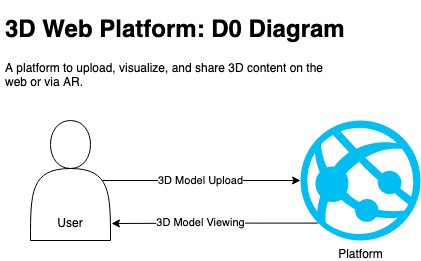 3D Web Platform: D0 Diagram
A platform to upload, visualize, and share 3D content on the
web or via AR.
3D Model Upload
User
3D Model Viewing
Platform